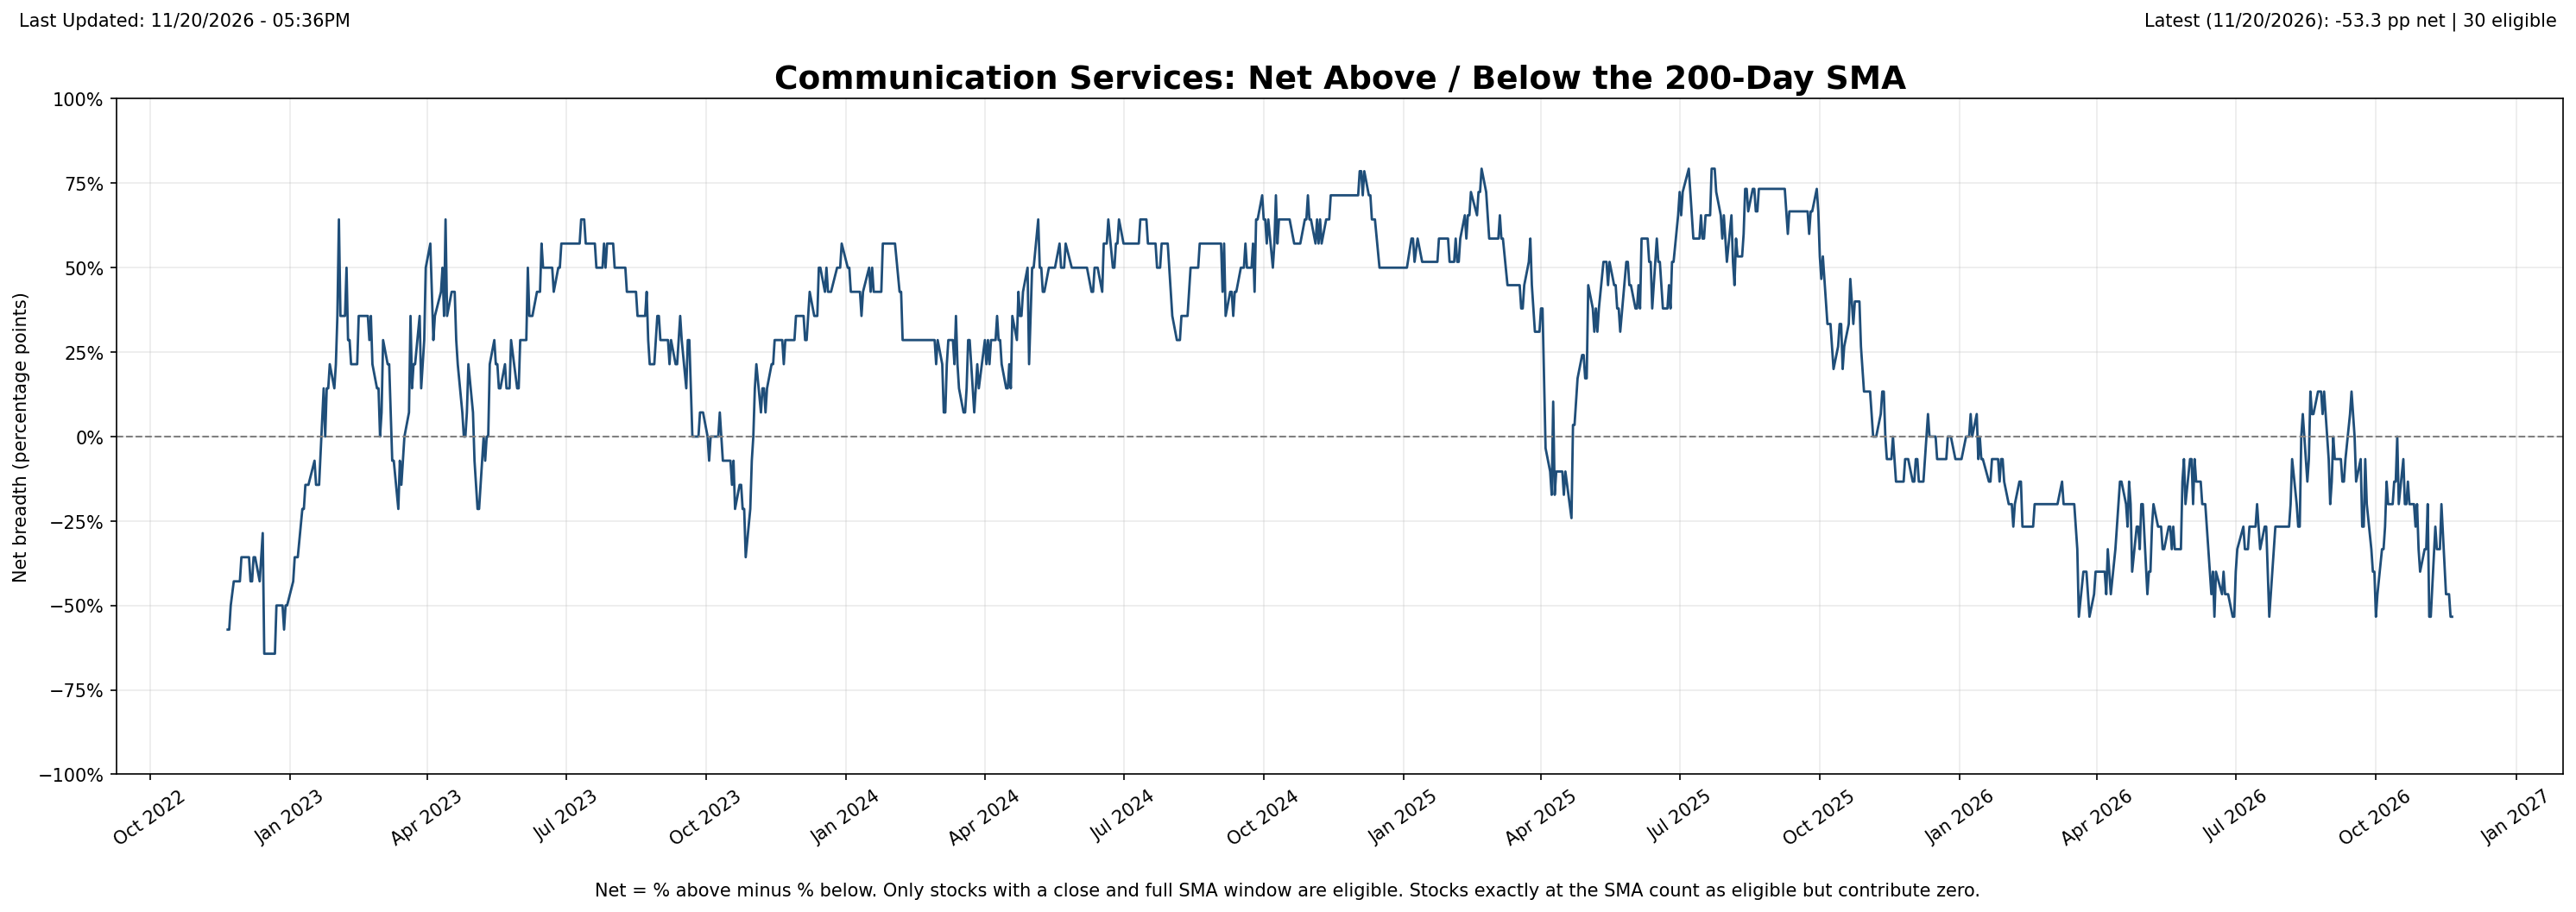 Last Updated: 11/20/2026 - 05:36PM
Latest (11/20/2026): -53.3 pp net | 30 eligible
Communication Services: Net Above / Below the 200-Day SMA
Net breadth (percentage points)
100%
75%
50%
25%
0%
−25%
−50%
−75%
−100%
Oct 2022
Jan 2023
Apr 2023
Jul 2023
Oct 2023
Jan 2024
Apr 2024
Jul 2024
Oct 2024
Jan 2025
Apr 2025
Jul 2025
Oct 2025
Jan 2026
Apr 2026
Jul 2026
Oct 2026
Jan 2027
Net = % above minus % below. Only stocks with a close and full SMA window are eligible. Stocks exactly at the SMA count as eligible but contribute zero.